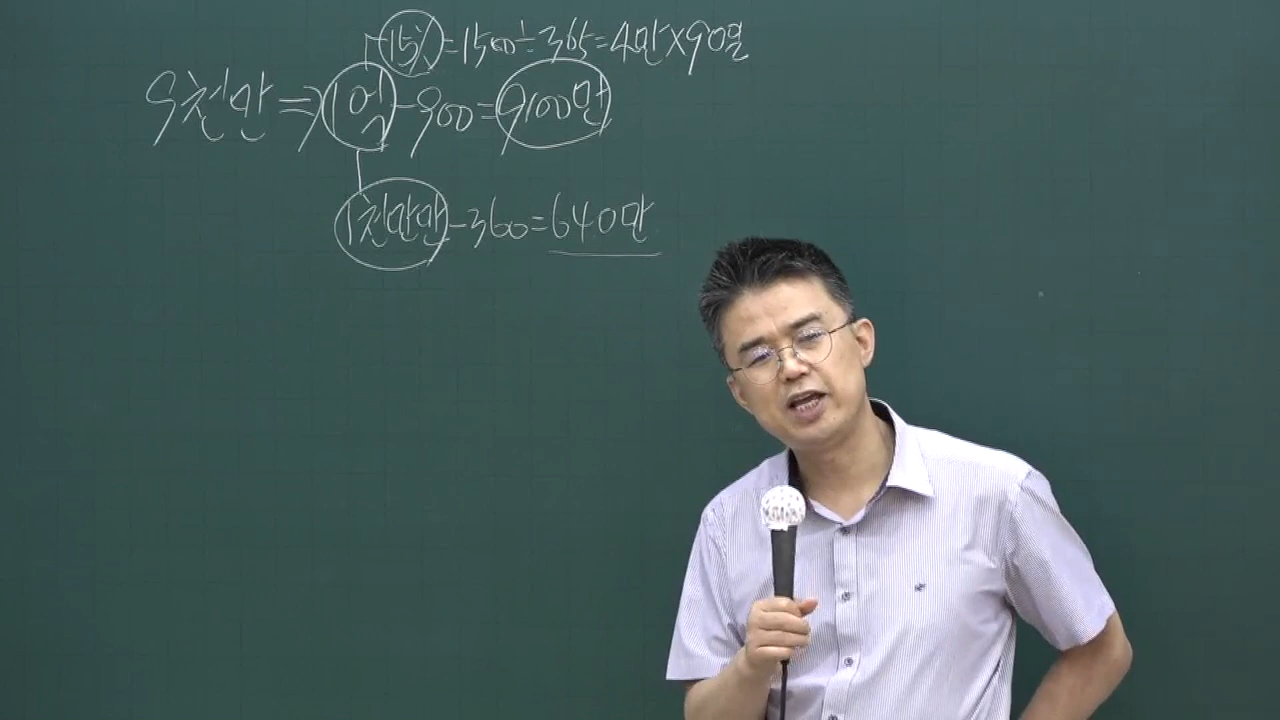 15% = 1500 ÷ 365 = 4만 × 90일
9천만 ⇒ 1억 - 900 = 9100만
1천만만 - 360 = 640만